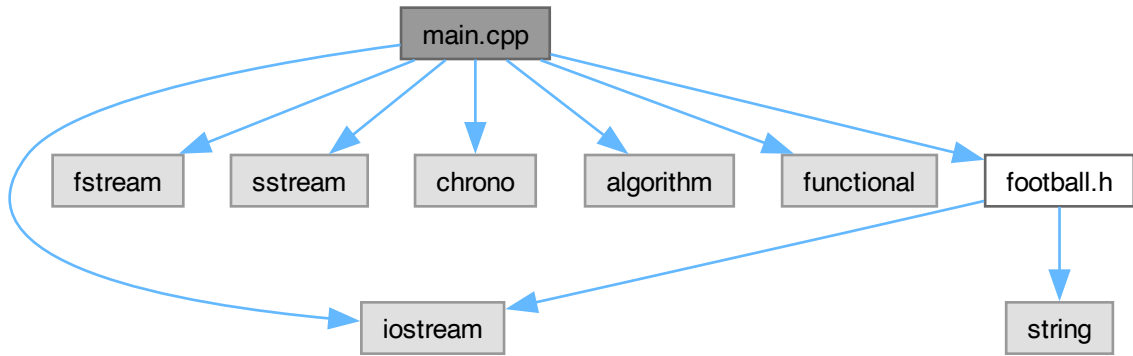 main.cpp
fstream
sstream
chrono
algorithm
functional
football.h
iostream
string